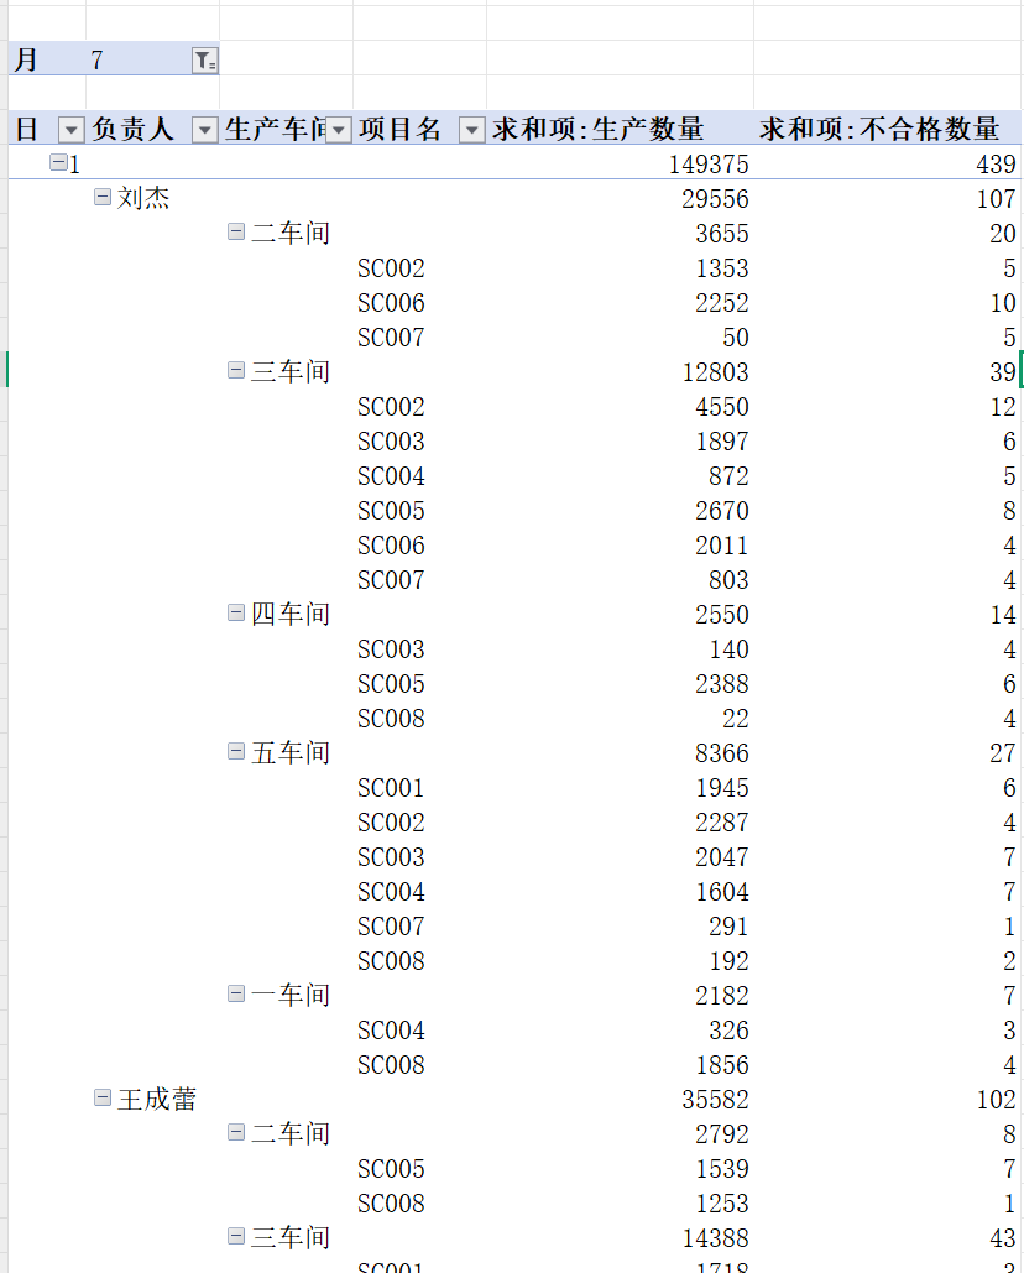 月 7
日 负责人 生产车间 项目名 求和项:生产数量 求和项:不合格数量
1 149375 439
刘杰 29556 107
二车间 3655 20
SC002 1353 5
SC006 2252 10
SC007 50 5
三车间 12803 39
SC002 4550 12
SC003 1897 6
SC004 872 5
SC005 2670 8
SC006 2011 4
SC007 803 4
四车间 2550 14
SC003 140 4
SC005 2388 6
SC008 22 4
五车间 8366 27
SC001 1945 6
SC002 2287 4
SC003 2047 7
SC004 1604 7
SC007 291 1
SC008 192 2
一车间 2182 7
SC004 326 3
SC008 1856 4
王成蕾 35582 102
二车间 2792 8
SC005 1539 7
SC008 1253 1
三车间 14388 43
SC001 1718